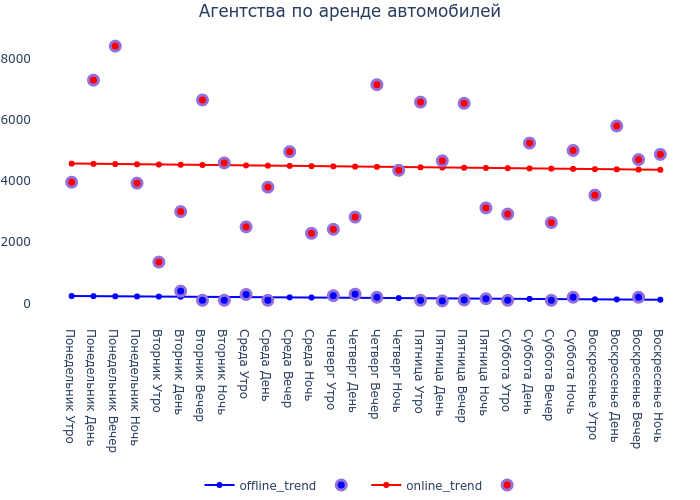 Агентства по аренде автомобилей
8000
6000
4000
2000
0
Понедельник Утро
Понедельник День
Понедельник Вечер
Понедельник Ночь
Вторник Утро
Вторник День
Вторник Вечер
Вторник Ночь
Среда Утро
Среда День
Среда Вечер
Среда Ночь
Четверг Утро
Четверг День
Четверг Вечер
Четверг Ночь
Пятница Утро
Пятница День
Пятница Вечер
Пятница Ночь
Суббота Утро
Суббота День
Суббота Вечер
Суббота Ночь
Воскресенье Утро
Воскресенье День
Воскресенье Вечер
Воскресенье Ночь
offline_trend online_trend